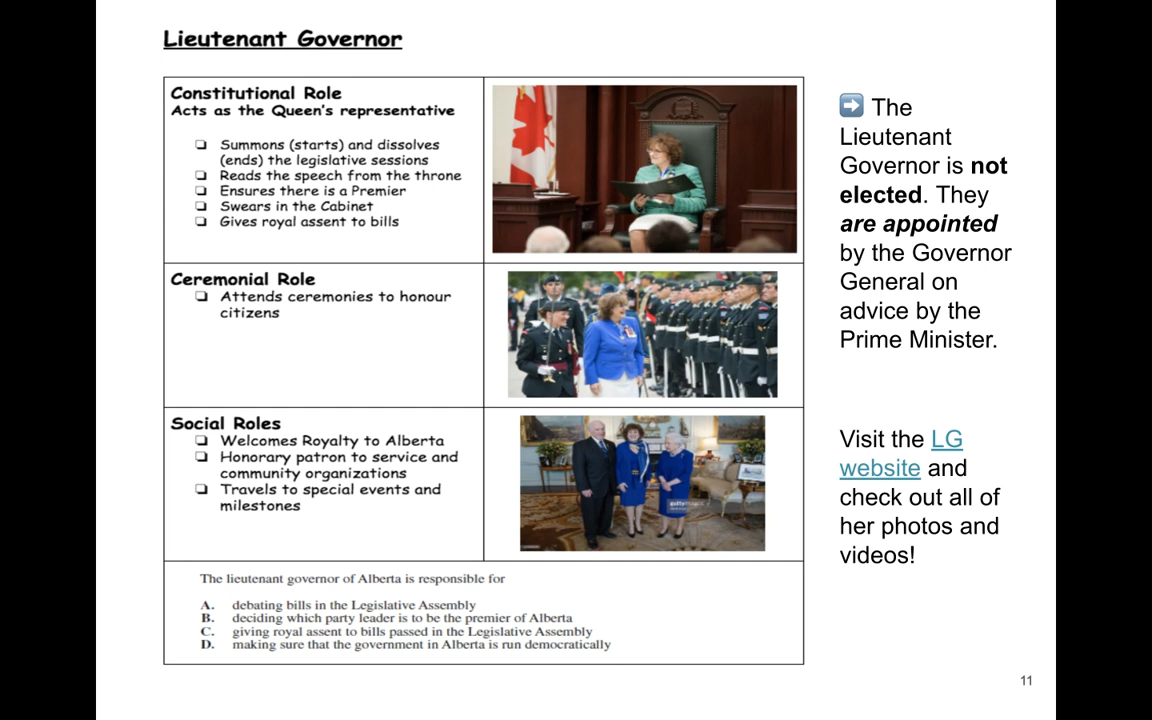 Lieutenant Governor
Constitutional Role
Acts as the Queen's representative
❏ Summons (starts) and dissolves
(ends) the legislative sessions
❏ Reads the speech from the throne
❏ Ensures there is a Premier
❏ Swears in the Cabinet
❏ Gives royal assent to bills
Ceremonial Role
❏ Attends ceremonies to honour
citizens
Social Roles
❏ Welcomes Royalty to Alberta
❏ Honorary patron to service and
community organizations
❏ Travels to special events and
milestones
gettyimages
The lieutenant governor of Alberta is responsible for
A. debating bills in the Legislative Assembly
B. deciding which party leader is to be the premier of Alberta
C. giving royal assent to bills passed in the Legislative Assembly
D. making sure that the government in Alberta is run democratically
➡ The
Lieutenant
Governor is not
elected. They
are appointed
by the Governor
General on
advice by the
Prime Minister.
Visit the LG
website and
check out all of
her photos and
videos!
11